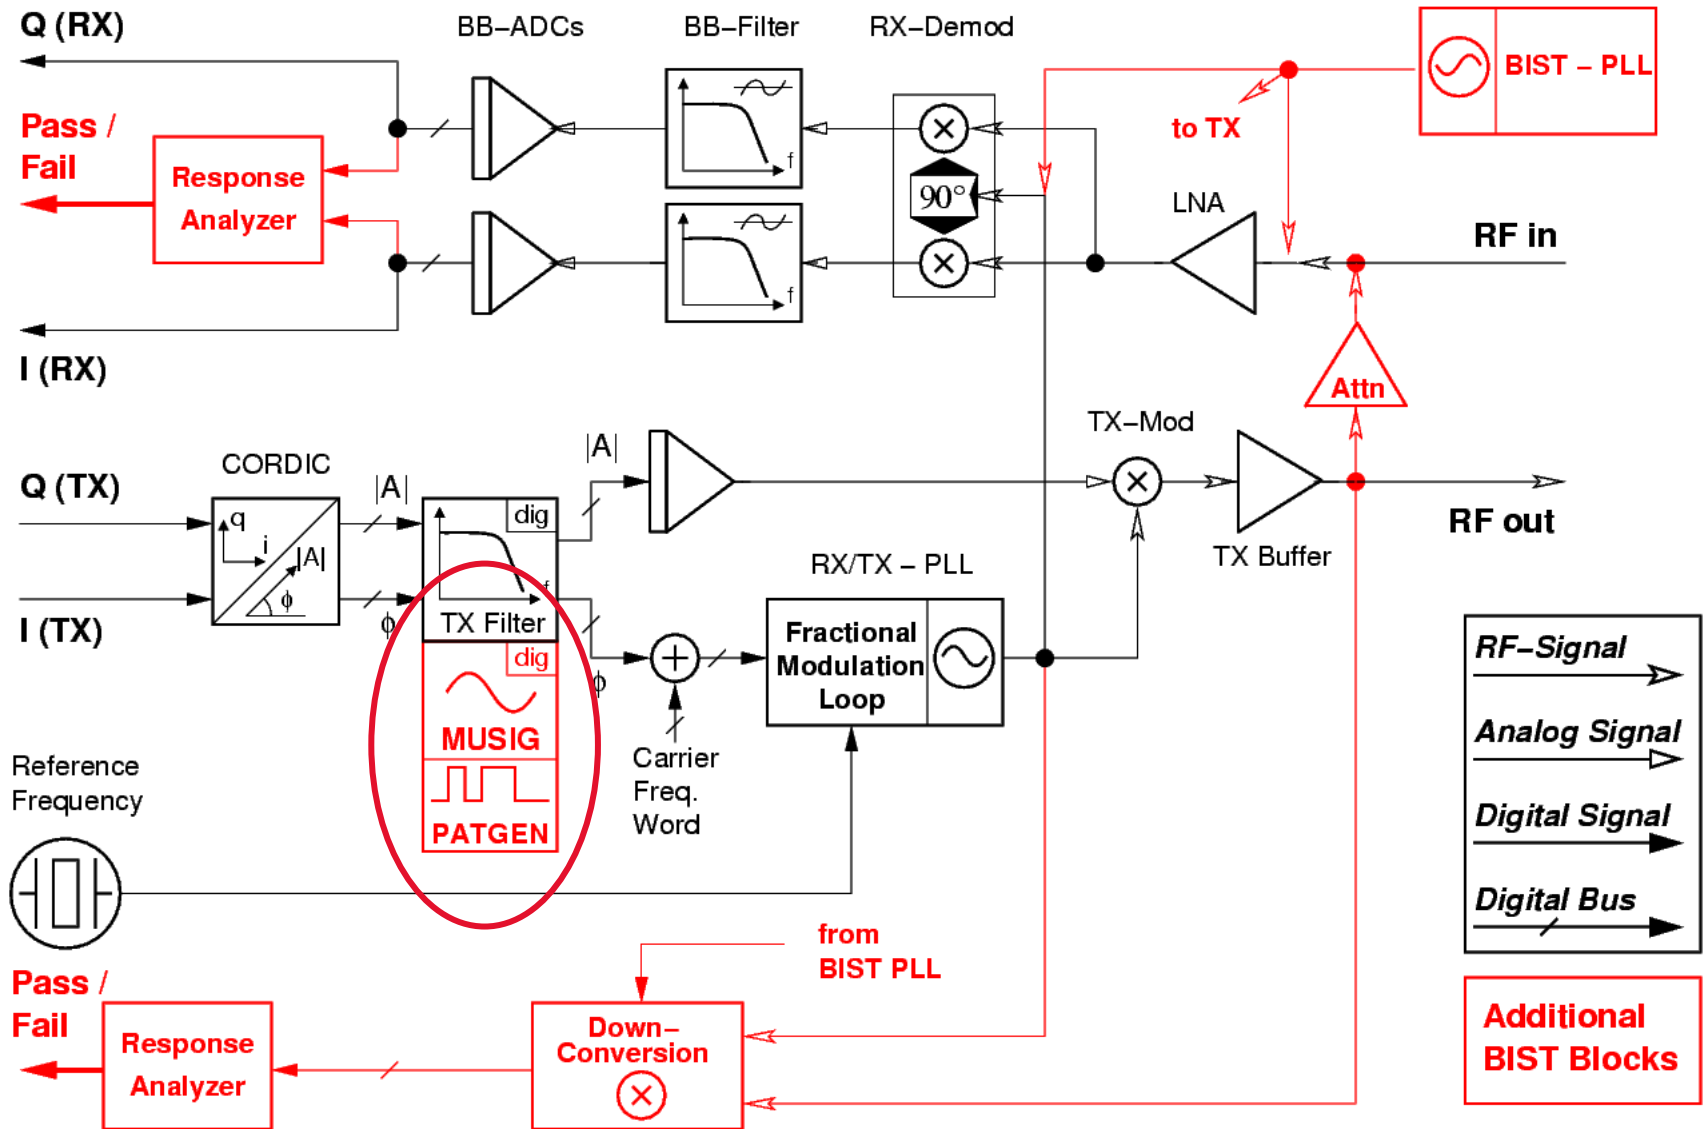 Q (RX)
BB−ADCs
BB−Filter
RX−Demod
BIST − PLL
to TX
Pass /
Fail
Response
Analyzer
f
90°
LNA
RF in
f
I (RX)
Attn
TX−Mod
|A|
CORDIC
Q (TX)
|A|
q
i
|A|
ϕ
dig
f
TX Filter
RF out
TX Buffer
RX/TX − PLL
I (TX)
ϕ
Fractional
Modulation
Loop
+
ϕ
dig
MUSIG
PATGEN
Carrier
Freq.
Word
Reference
Frequency
RF−Signal
Analog Signal
Digital Signal
Digital Bus
from
BIST PLL
Pass /
Fail
Response
Analyzer
Down−
Conversion
Additional
BIST Blocks